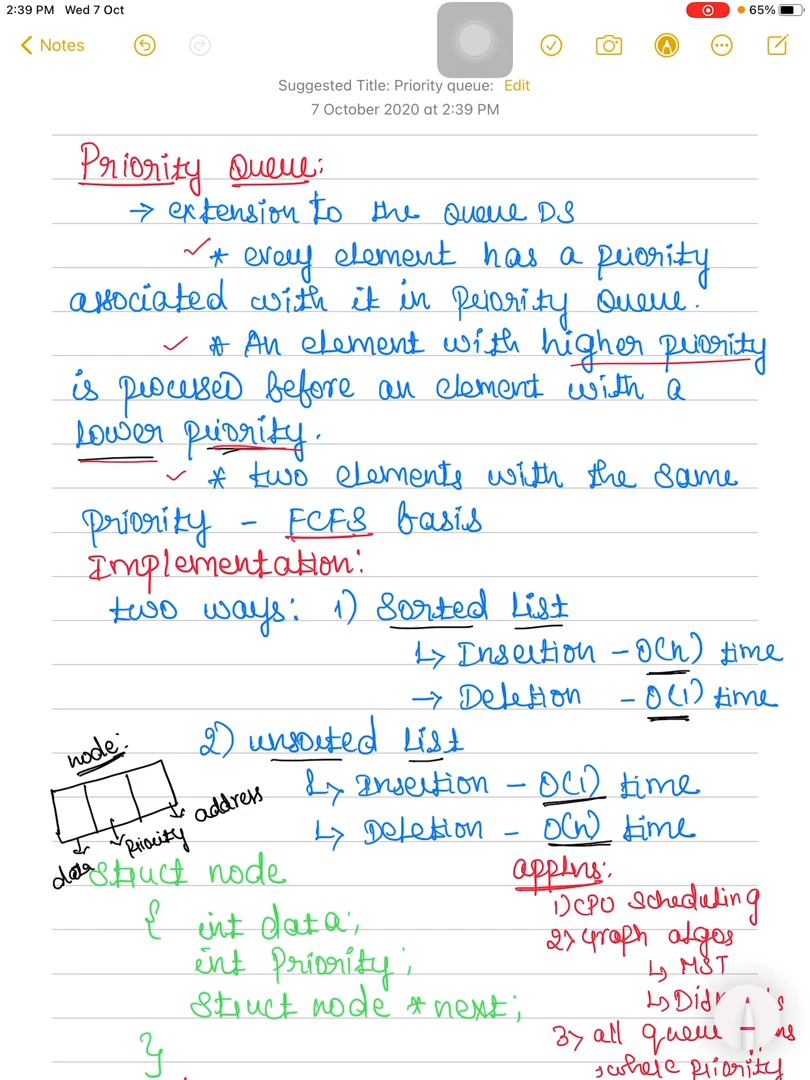 2:39 PM Wed 7 Oct
65%
Notes
Suggested Title: Priority queue: Edit
7 October 2020 at 2:39 PM
Priority Queue:
→ extension to the Queue DS
* every element has a priority
associated with it in priority Queue.
* An element with higher priority
is processed before an element with a
lower priority.
* two elements with the same
priority - FCFS basis
Implementation:
two ways: 1) Sorted List
↳ Insertion - O(n) time
→ Deletion - O(1) time
2) unsorted List
↳ Insertion - O(1) time
↳ Deletion - O(n) time
node:
data
priority
address
struct node
{ int data;
int priority;
struct node *next;
}
appLns:
1) CPU scheduling
2) graph algos
↳ MST
3) all queue
where priority